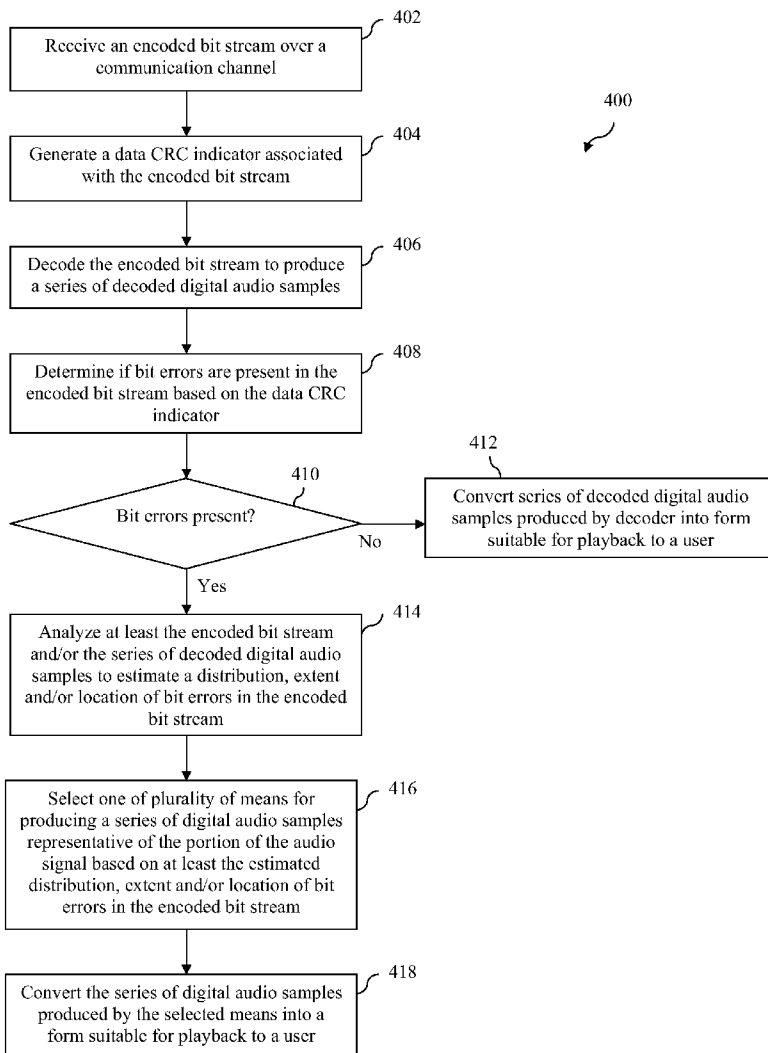 402
Receive an encoded bit stream over a
communication channel
400
404
Generate a data CRC indicator associated
with the encoded bit stream
406
Decode the encoded bit stream to produce
a series of decoded digital audio samples
408
Determine if bit errors are present in the
encoded bit stream based on the data CRC
indicator
410
Bit errors present?
No
Yes
412
Convert series of decoded digital audio
samples produced by decoder into form
suitable for playback to a user
414
Analyze at least the encoded bit stream
and/or the series of decoded digital audio
samples to estimate a distribution, extent
and/or location of bit errors in the encoded
bit stream
416
Select one of plurality of means for
producing a series of digital audio samples
representative of the portion of the audio
signal based on at least the estimated
distribution, extent and/or location of bit
errors in the encoded bit stream
418
Convert the series of digital audio samples
produced by the selected means into a
form suitable for playback to a user